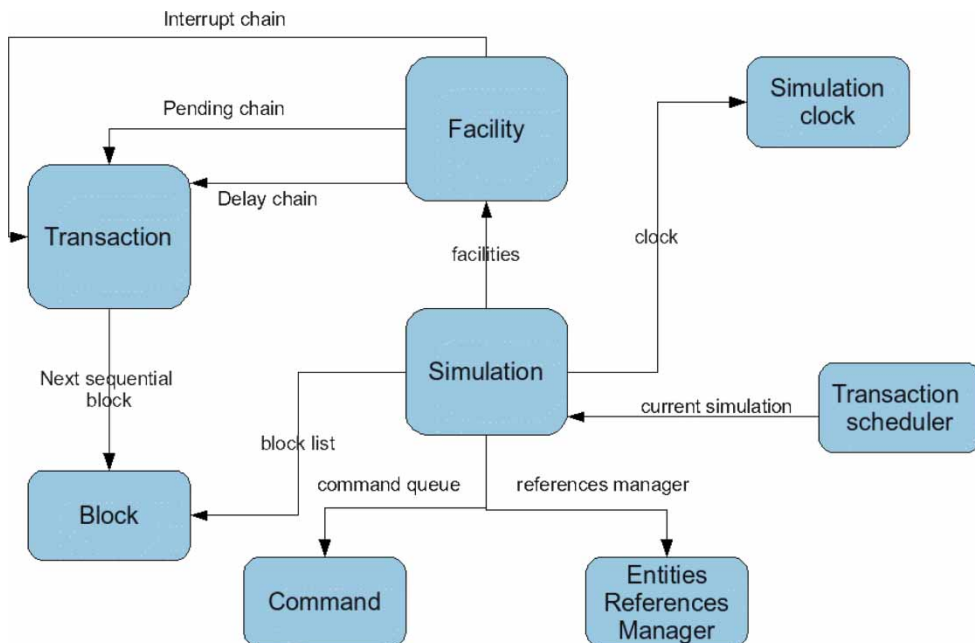 Interrupt chain
Pending chain
Facility
Simulation
clock
Delay chain
Transaction
facilities
clock
Next sequential
block
Simulation
current simulation
Transaction
scheduler
block list
command queue
references manager
Block
Command
Entities
References
Manager